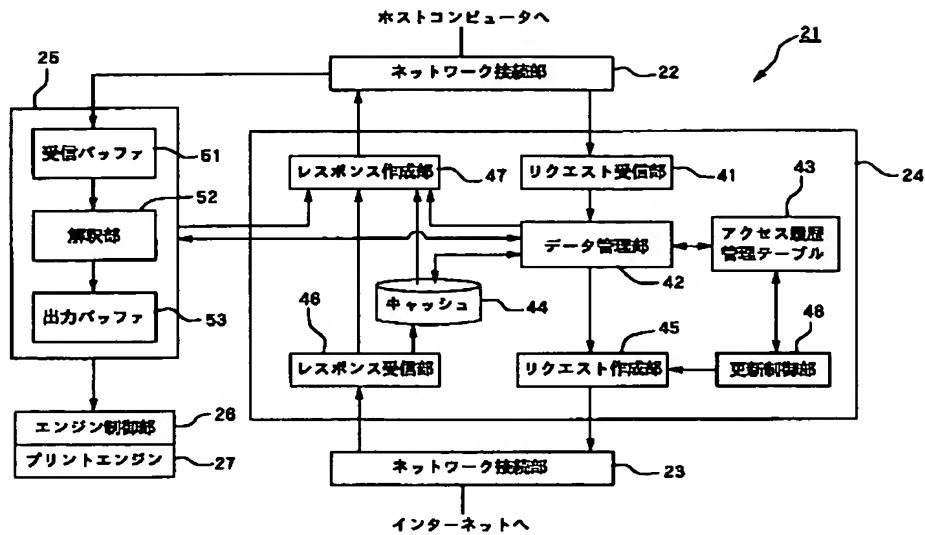 ホストコンピュータへ
21
25
ネットワーク接続部
22
受信バッファ
51
レスポンス作成部
47
リクエスト受信部
41
43
24
52
解釈部
データ管理部
42
アクセス履歴
管理テーブル
出力バッファ
53
46
キャッシュ
44
45
48
レスポンス受信部
リクエスト作成部
更新制御部
エンジン制御部
26
プリントエンジン
27
ネットワーク接続部
23
インターネットへ